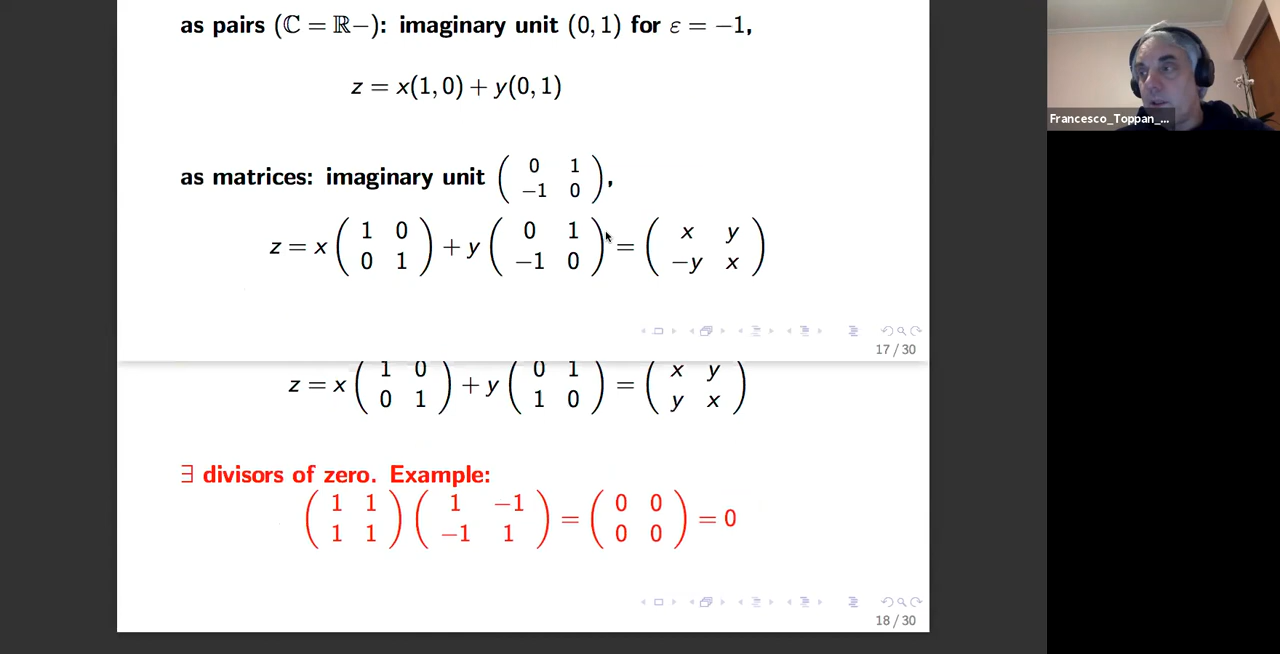 as pairs (ℂ = ℝ−): imaginary unit (0, 1) for ε = −1,
z = x(1, 0) + y(0, 1)
Francesco_Toppan_...
as matrices: imaginary unit ( 0 1 ; −1 0 ),
z = x ( 1 0 ; 0 1 ) + y ( 0 1 ; −1 0 ) = ( x y ; −y x )
17 / 30
z = x ( 1 0 ; 0 1 ) + y ( 0 1 ; 1 0 ) = ( x y ; y x )
∃ divisors of zero. Example:
( 1 1 ; 1 1 ) ( 1 −1 ; −1 1 ) = ( 0 0 ; 0 0 ) = 0
18 / 30